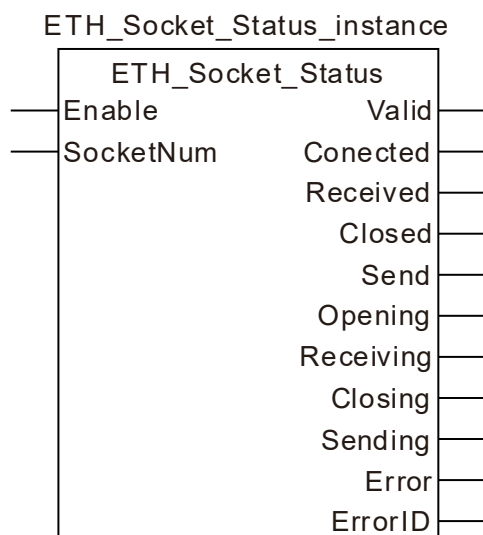 ETH_Socket_Status_instance
ETH_Socket_Status
Enable Valid
SocketNum Conected
Received
Closed
Send
Opening
Receiving
Closing
Sending
Error
ErrorID